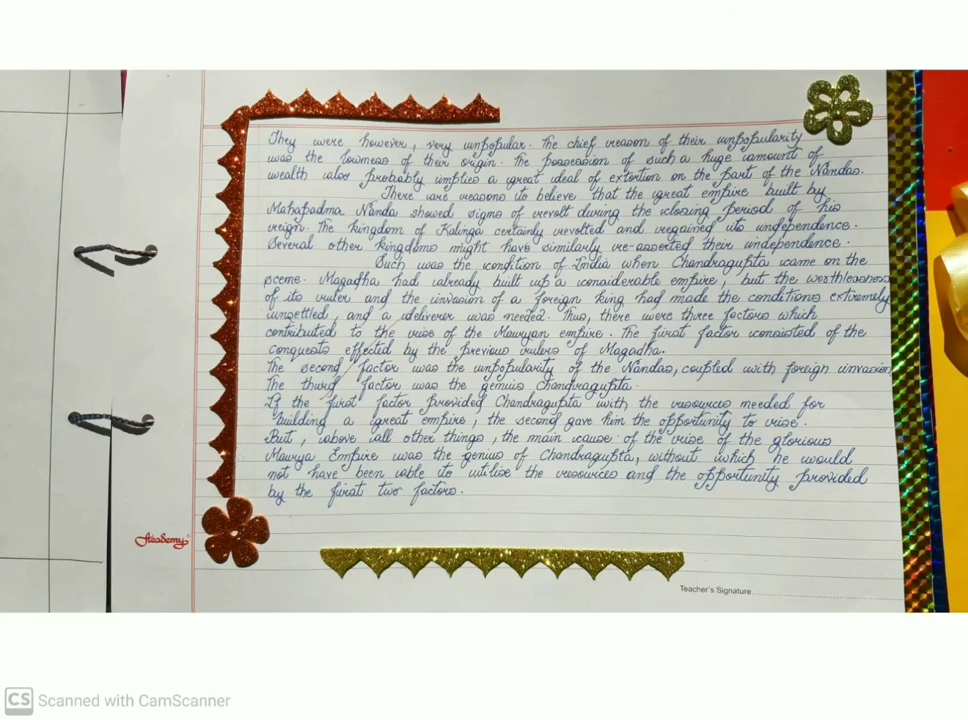 They were however, very unpopular. The chief reason of their unpopularity
was the lowness of their origin. The possession of such a huge amount of
wealth also probably implies a great ideal of extortion on the part of the Nandas.
There are reasons to believe that the great empire built by
Mahapadma Nanda showed signs of revolt during the closing period of his
reign. The kingdom of Kalinga certainly revolted and regained its independence.
Several other kingdoms might have similarly re-asserted their independence.
Such was the condition of India when Chandragupta came on the
scene. Magadha had already built up a considerable empire, but the worthlessness
of its ruler and the invasion of a foreign king had made the conditions extremely
unsettled, and a deliverer was needed. Thus, there were three factors which
contributed to the rise of the Mauryan empire. The first factor consisted of the
conquests effected by the previous rulers of Magadha.
The second factor was the unpopularity of the Nandas, coupled with foreign invasion
The third factor was the genius Chandragupta.
If the first factor provided Chandragupta with the resources needed for
building a great empire, the second gave him the opportunity to rise.
But, above all other things, the main cause of the rise of the glorious
Maurya Empire was the genius of Chandragupta, without which he would
not have been able to utilise the resources and the opportunity provided
by the first two factors.
Academy
Teacher's Signature
CS Scanned with CamScanner